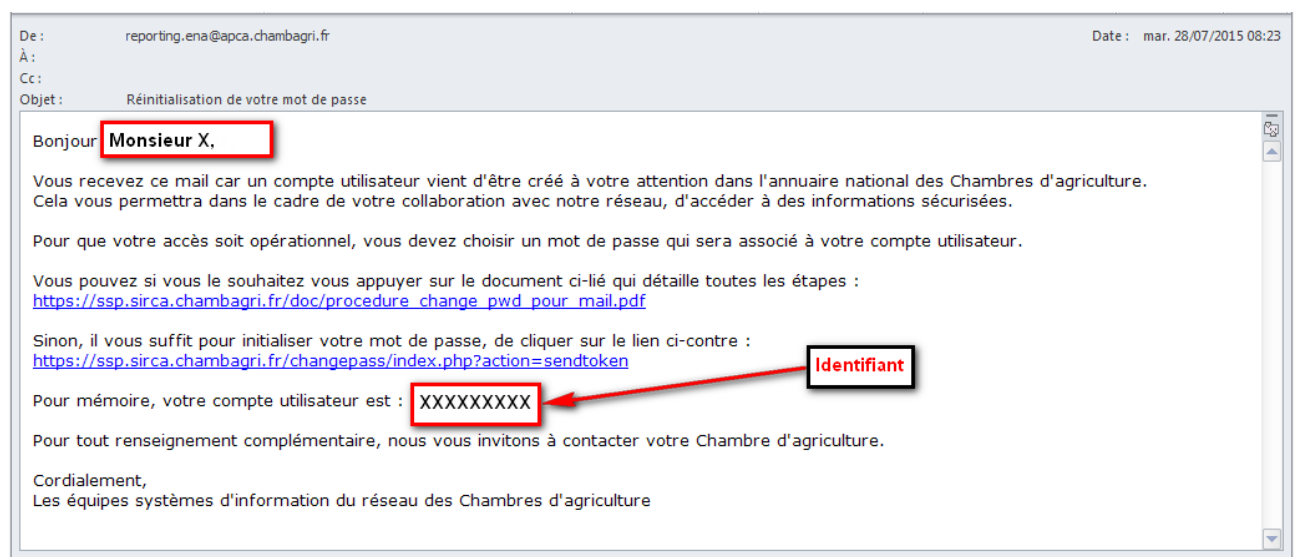 De : reporting.ena@apca.chambagri.fr Date : mar. 28/07/2015 08:23
À :
Cc :
Objet : Réinitialisation de votre mot de passe
Bonjour Monsieur X,
Vous recevez ce mail car un compte utilisateur vient d'être créé à votre attention dans l'annuaire national des Chambres d'agriculture.
Cela vous permettra dans le cadre de votre collaboration avec notre réseau, d'accéder à des informations sécurisées.
Pour que votre accès soit opérationnel, vous devez choisir un mot de passe qui sera associé à votre compte utilisateur.
Vous pouvez si vous le souhaitez vous appuyer sur le document ci-lié qui détaille toutes les étapes :
https://ssp.sirca.chambagri.fr/doc/procedure_change_pwd_pour_mail.pdf
Sinon, il vous suffit pour initialiser votre mot de passe, de cliquer sur le lien ci-contre :
https://ssp.sirca.chambagri.fr/changepass/index.php?action=sendtoken
Identifiant
Pour mémoire, votre compte utilisateur est : XXXXXXXXX
Pour tout renseignement complémentaire, nous vous invitons à contacter votre Chambre d'agriculture.
Cordialement,
Les équipes systèmes d'information du réseau des Chambres d'agriculture